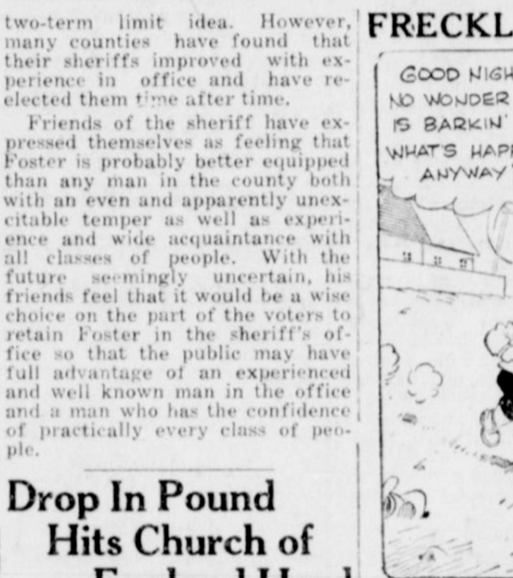 two-term limit idea. However,
many counties have found that
their sheriffs improved with ex-
perience in office and have re-
elected them time after time.
Friends of the sheriff have ex-
pressed themselves as feeling that
Foster is probably better equipped
than any man in the county both
with an even and apparently unex-
citable temper as well as experi-
ence and wide acquaintance with
all classes of people. With the
future seemingly uncertain, his
friends feel that it would be a wise
choice on the part of the voters to
retain Foster in the sheriff's of-
fice so that the public may have
full advantage of an experienced
and well known man in the office
and a man who has the confidence
of practically every class of peo-
ple.
Drop In Pound
Hits Church of
FRECKL
GOOD NIGH
NO WONDER
IS BARKIN'
WHAT'S HAP
ANYWAY